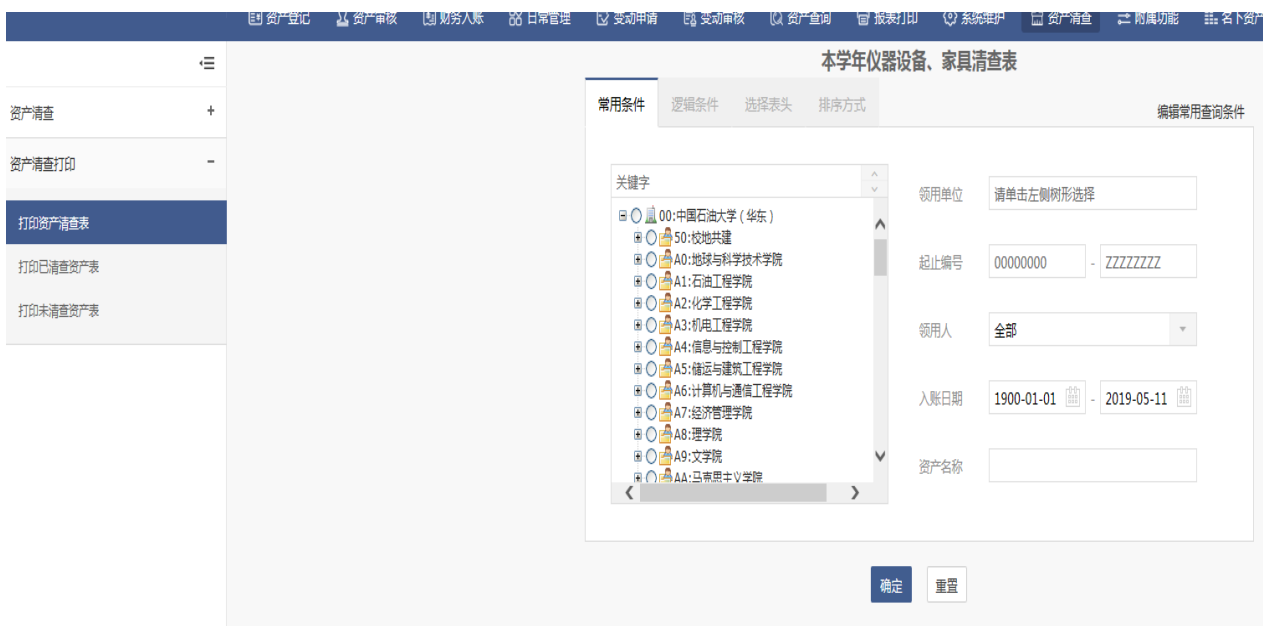 资产登记 资产审核 财务入账 日常管理 变动申请 变动审核 资产查询 报表打印 系统维护 资产清查 附属功能 名下资产
本学年仪器设备、家具清查表
资产清查 +
资产清查打印 -
打印资产清查表
打印已清查资产表
打印未清查资产表
常用条件 逻辑条件 选择表头 排序方式
编辑常用查询条件
关键字
00:中国石油大学(华东)
50:校地共建
A0:地球与科学技术学院
A1:石油工程学院
A2:化学工程学院
A3:机电工程学院
A4:信息与控制工程学院
A5:储运与建筑工程学院
A6:计算机与通信工程学院
A7:经济管理学院
A8:理学院
A9:文学院
AA:马克思主义学院
领用单位 请单击左侧树形选择
起止编号 00000000 - ZZZZZZZZ
领用人 全部
入账日期 1900-01-01 - 2019-05-11
资产名称
确定 重置